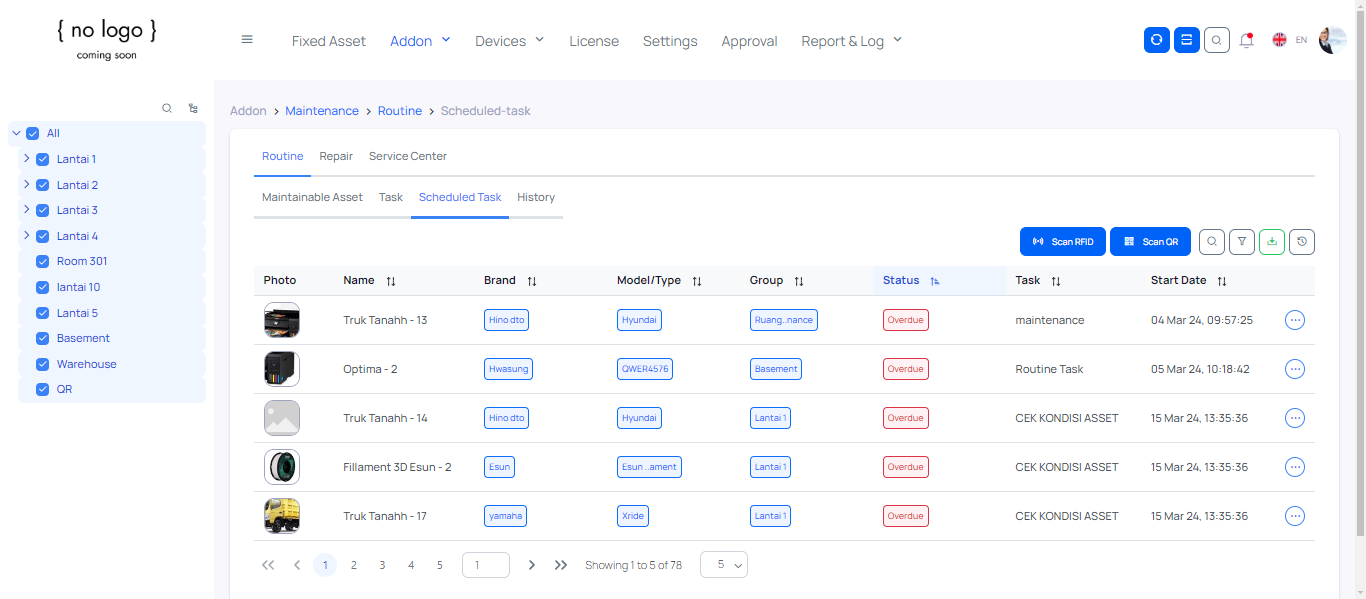 { no logo }
coming soon
Fixed Asset Addon Devices License Settings Approval Report & Log EN
Addon > Maintenance > Routine > Scheduled-task
All
Lantai 1
Lantai 2
Lantai 3
Lantai 4
Room 301
lantai 10
Lantai 5
Basement
Warehouse
QR
Routine Repair Service Center
Maintainable Asset Task Scheduled Task History
Scan RFID Scan QR
Photo Name Brand Model/Type Group Status Task Start Date
Truk Tanahh - 13 Hino dto Hyundai Ruang..nance Overdue maintenance 04 Mar 24, 09:57:25
Optima - 2 Hwasung QWER4576 Basement Overdue Routine Task 05 Mar 24, 10:18:42
Truk Tanahh - 14 Hino dto Hyundai Lantai 1 Overdue CEK KONDISI ASSET 15 Mar 24, 13:35:36
Fillament 3D Esun - 2 Esun Esun ..ament Lantai 1 Overdue CEK KONDISI ASSET 15 Mar 24, 13:35:36
Truk Tanahh - 17 yamaha Xride Lantai 1 Overdue CEK KONDISI ASSET 15 Mar 24, 13:35:36
1 2 3 4 5 1 Showing 1 to 5 of 78 5